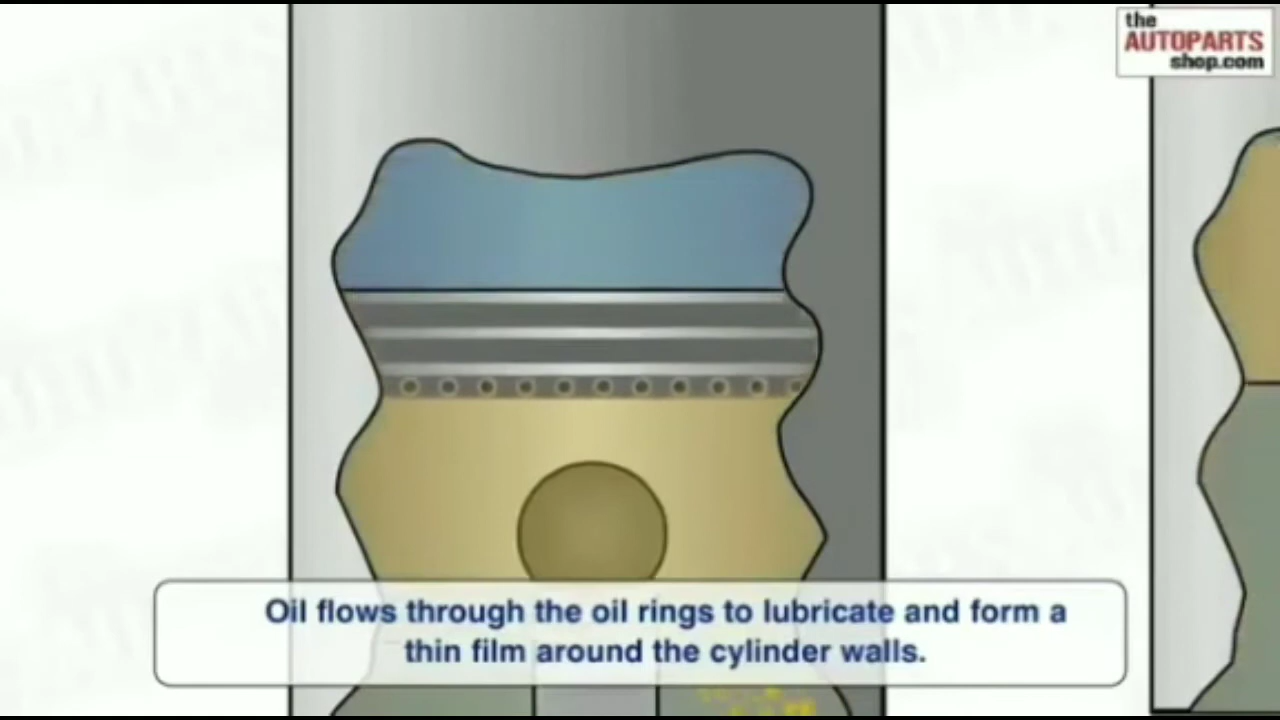 the
AUTOPARTS
shop.com
Oil flows through the oil rings to lubricate and form a
thin film around the cylinder walls.